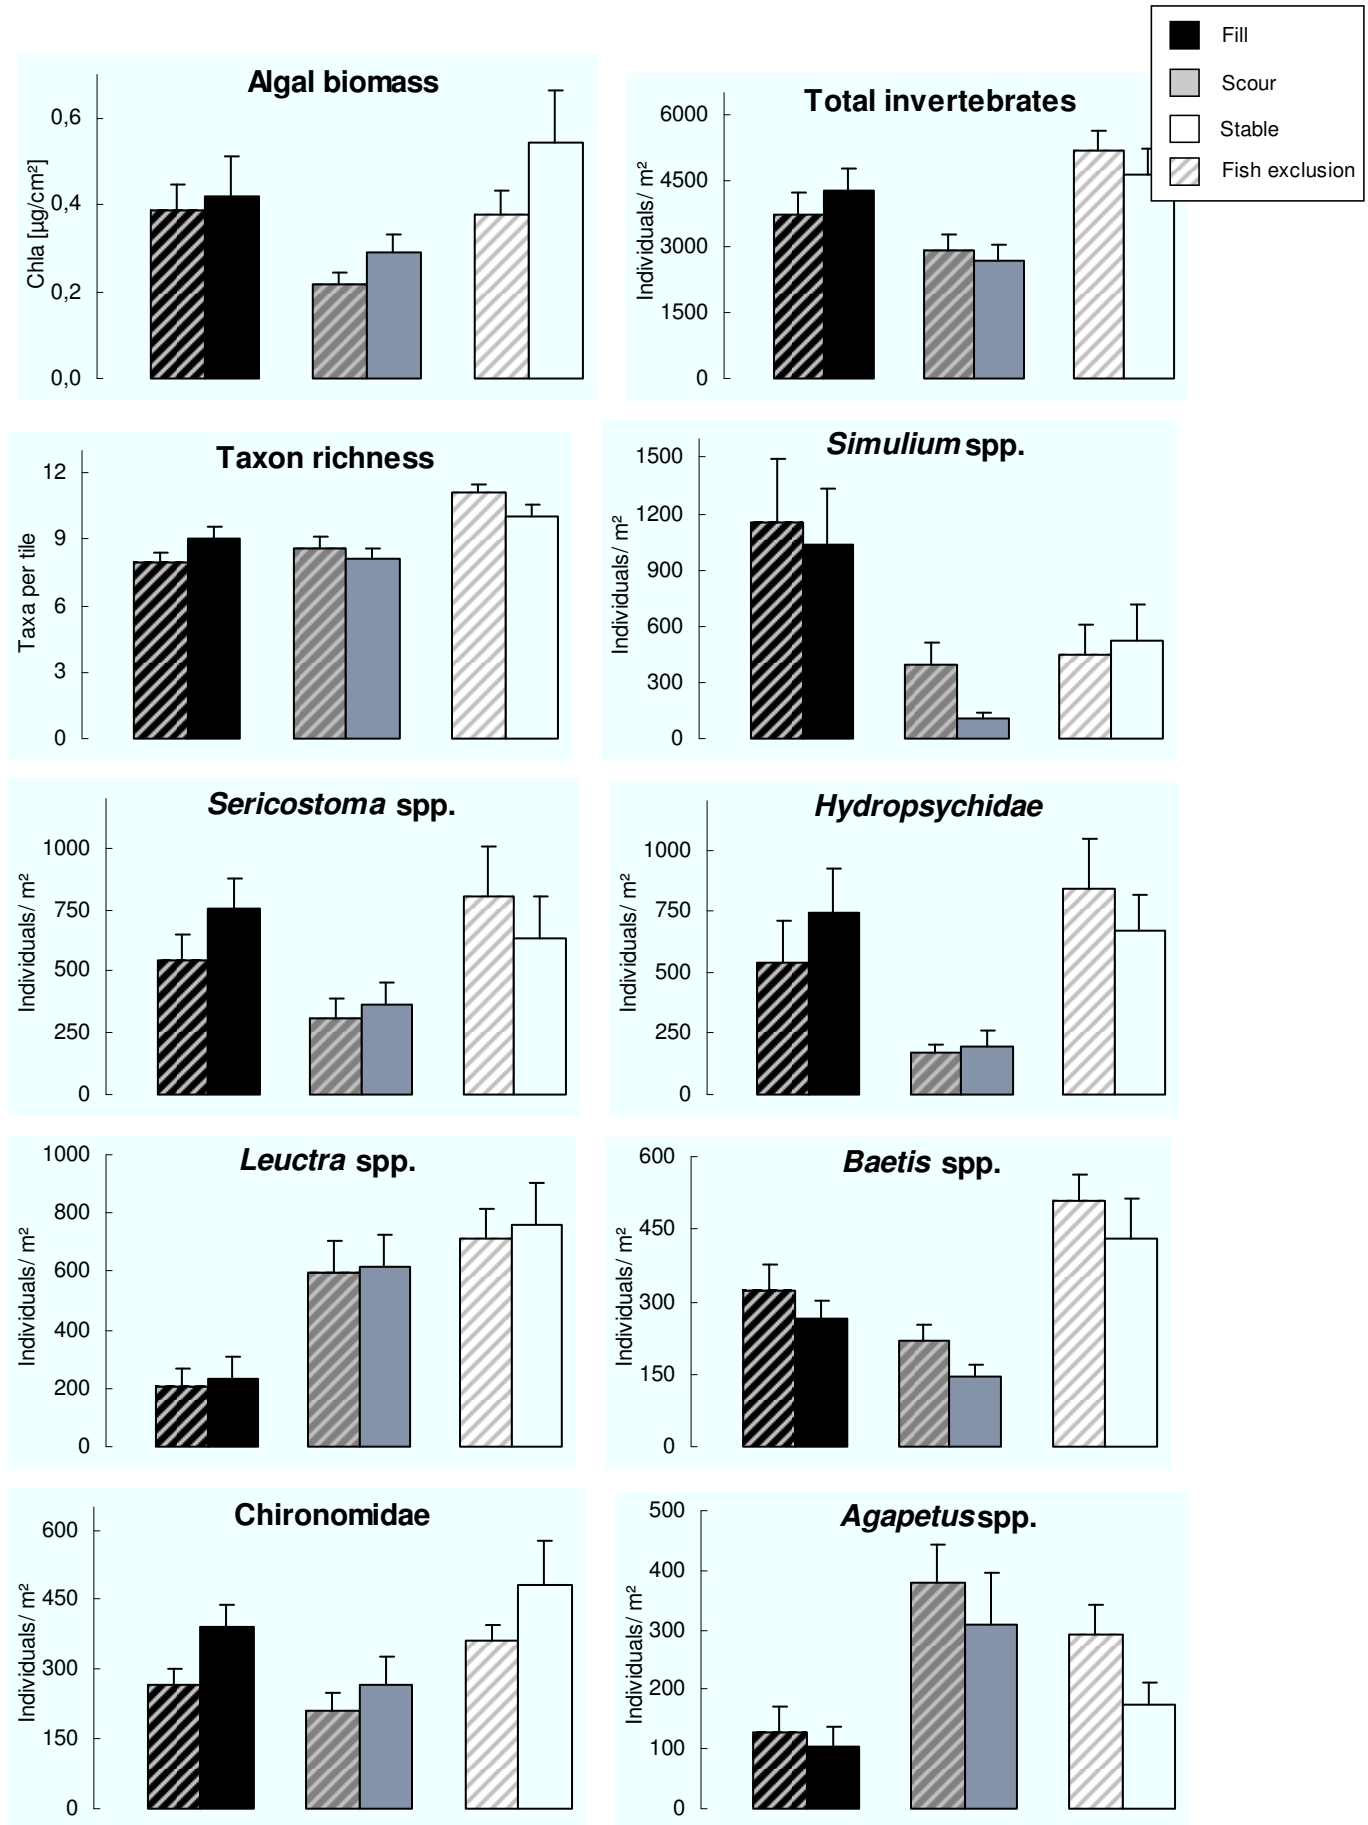 Fill
Scour
Stable
Fish exclusion
Algal biomass
Chla [µg/cm²]
0,6
0,4
0,2
0,0
Total invertebrates
Individuals/ m²
6000
4500
3000
1500
0
Taxon richness
Taxa per tile
12
9
6
3
0
Simulium spp.
Individuals/ m²
1500
1200
900
600
300
0
Sericostoma spp.
Individuals/ m²
1000
750
500
250
0
Hydropsychidae
Individuals/ m²
1000
750
500
250
0
Leuctra spp.
Individuals/ m²
1000
800
600
400
200
0
Baetis spp.
Individuals/ m²
600
450
300
150
0
Chironomidae
Individuals/ m²
600
450
300
150
0
Agapetus spp.
Individuals/ m²
500
400
300
200
100
0